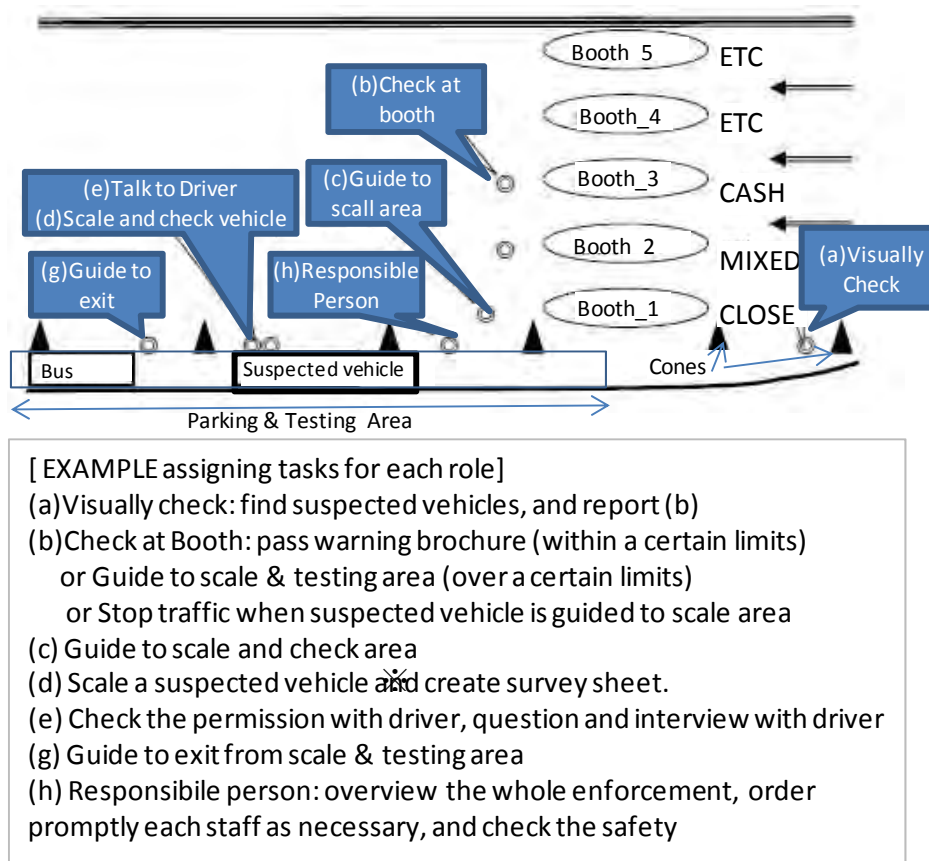 Booth 5
ETC
(b)Check at
booth
Booth_4
ETC
(e)Talk to Driver
(d)Scale and check vehicle
(c)Guide to
scall area
Booth_3
CASH
(g)Guide to
exit
(h)Responsible
Person
Booth 2
MIXED
(a)Visually
Check
Booth_1
CLOSE
Bus
Suspected vehicle
Cones
Parking & Testing Area
[ EXAMPLE assigning tasks for each role]
(a)Visually check: find suspected vehicles, and report (b)
(b)Check at Booth: pass warning brochure (within a certain limits)
or Guide to scale & testing area (over a certain limits)
or Stop traffic when suspected vehicle is guided to scale area
(c) Guide to scale and check area
(d) Scale a suspected vehicle and create survey sheet.
※
(e) Check the permission with driver, question and interview with driver
(g) Guide to exit from scale & testing area
(h) Responsibile person: overview the whole enforcement, order
promptly each staff as necessary, and check the safety